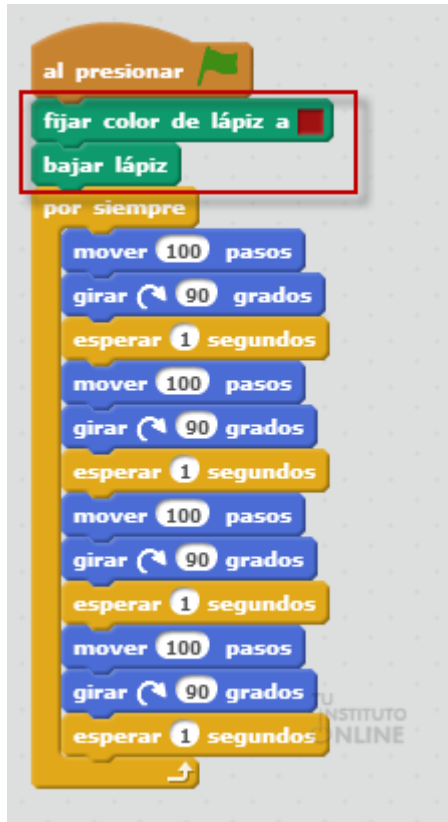 al presionar
fijar color de lápiz a
bajar lápiz
por siempre
mover 100 pasos
girar 90 grados
esperar 1 segundos
mover 100 pasos
girar 90 grados
esperar 1 segundos
mover 100 pasos
girar 90 grados
esperar 1 segundos
mover 100 pasos
girar 90 grados
esperar 1 segundos
TU
INSTITUTO
ONLINE